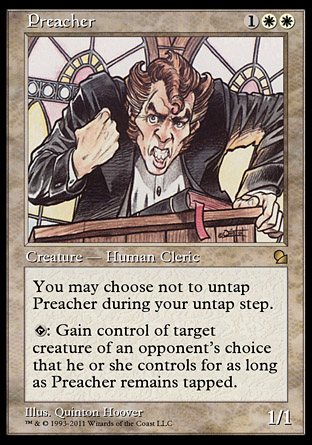 Preacher 1
Creature — Human Cleric
You may choose not to untap
Preacher during your untap step.
: Gain control of target
creature of an opponent's choice
that he or she controls for as long
as Preacher remains tapped.
Illus. Quinton Hoover
™ & © 1993-2011 Wizards of the Coast LLC
1/1